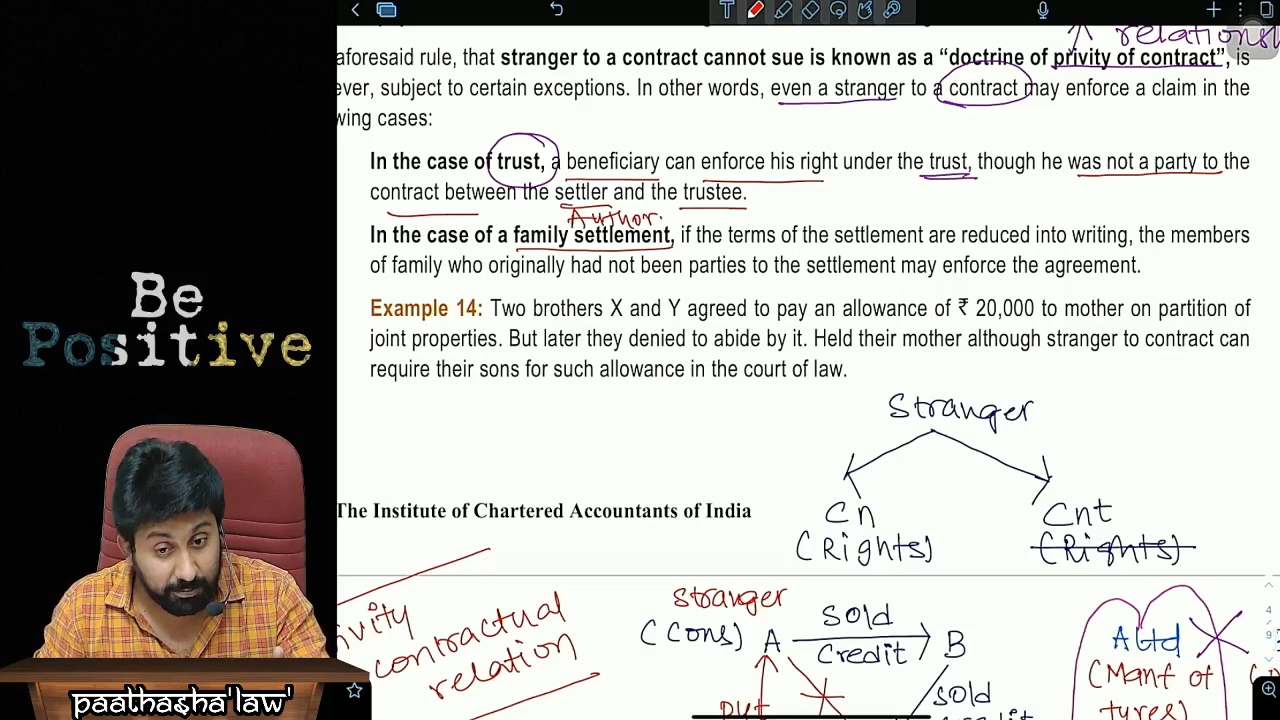 relations
aforesaid rule, that stranger to a contract cannot sue is known as a “doctrine of privity of contract”, is
ever, subject to certain exceptions. In other words, even a stranger to a contract may enforce a claim in the
wing cases:
In the case of trust, a beneficiary can enforce his right under the trust, though he was not a party to the
contract between the settler and the trustee.
Author.
In the case of a family settlement, if the terms of the settlement are reduced into writing, the members
of family who originally had not been parties to the settlement may enforce the agreement.
Example 14: Two brothers X and Y agreed to pay an allowance of ₹ 20,000 to mother on partition of
joint properties. But later they denied to abide by it. Held their mother although stranger to contract can
require their sons for such allowance in the court of law.
Be
Positive
Stranger
Cn
Cnt
(Rights)
(Rights)
The Institute of Chartered Accountants of India
ivity
contractual
relation
stranger
(Cons) A
sold
credit
B
sold
A Ltd
(Manf of
tyres)
paathasha'law'